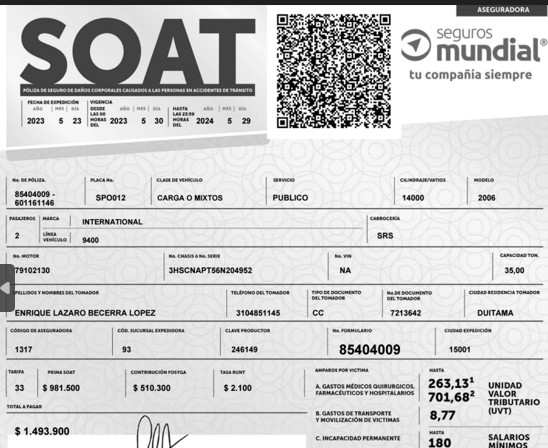 ASEGURADORA
SOAT
PÓLIZA DE SEGURO DE DAÑOS CORPORALES CAUSADOS A LAS PERSONAS EN ACCIDENTES DE TRÁNSITO
seguros
mundial®
tu compañía siempre
FECHA DE EXPEDICIÓN
AÑO MES DÍA
2023 5 23
VIGENCIA
DESDE LAS 00 HORAS DEL
AÑO MES DÍA
2023 5 30
HASTA LAS 23:59 HORAS DEL
AÑO MES DÍA
2024 5 29
No. DE PÓLIZA. PLACA No. CLASE DE VEHÍCULO SERVICIO CILINDRAJE/VATIOS MODELO
85404009 -
601161146 SPO012 CARGA O MIXTOS PUBLICO 14000 2006
PASAJEROS MARCA INTERNATIONAL CARROCERÍA
2 LÍNEA VEHÍCULO 9400 SRS
No. MOTOR No. CHASIS ó No. SERIE No. VIN CAPACIDAD TON.
79102130 3HSCNAPT56N204952 NA 35,00
PELLIDOS Y NOMBRES DEL TOMADOR TELÉFONO DEL TOMADOR TIPO DE DOCUMENTO DEL TOMADOR No. DE DOCUMENTO DEL TOMADOR CIUDAD RESIDENCIA TOMADOR
ENRIQUE LAZARO BECERRA LOPEZ 3104851145 CC 7213642 DUITAMA
CÓDIGO DE ASEGURADORA CÓD. SUCURSAL EXPEDIDORA CLAVE PRODUCTOR No. FORMULARIO CIUDAD EXPEDICIÓN
1317 93 246149 85404009 15001
TARIFA PRIMA SOAT CONTRIBUCIÓN FOSYGA TASA RUNT
33 $ 981.500 $ 510.300 $ 2.100
TOTAL A PAGAR
$ 1.493.900
AMPAROS POR VICTIMA HASTA
A. GASTOS MÉDICOS QUIRURGICOS, FARMACÉUTICOS Y HOSPITALARIOS
263,13¹
701,68²
B. GASTOS DE TRANSPORTE Y MOVILIZACIÓN DE VICTIMAS
8,77
UNIDAD VALOR TRIBUTARIO (UVT)
C. INCAPACIDAD PERMANENTE
HASTA
180
SALARIOS MÍNIMOS